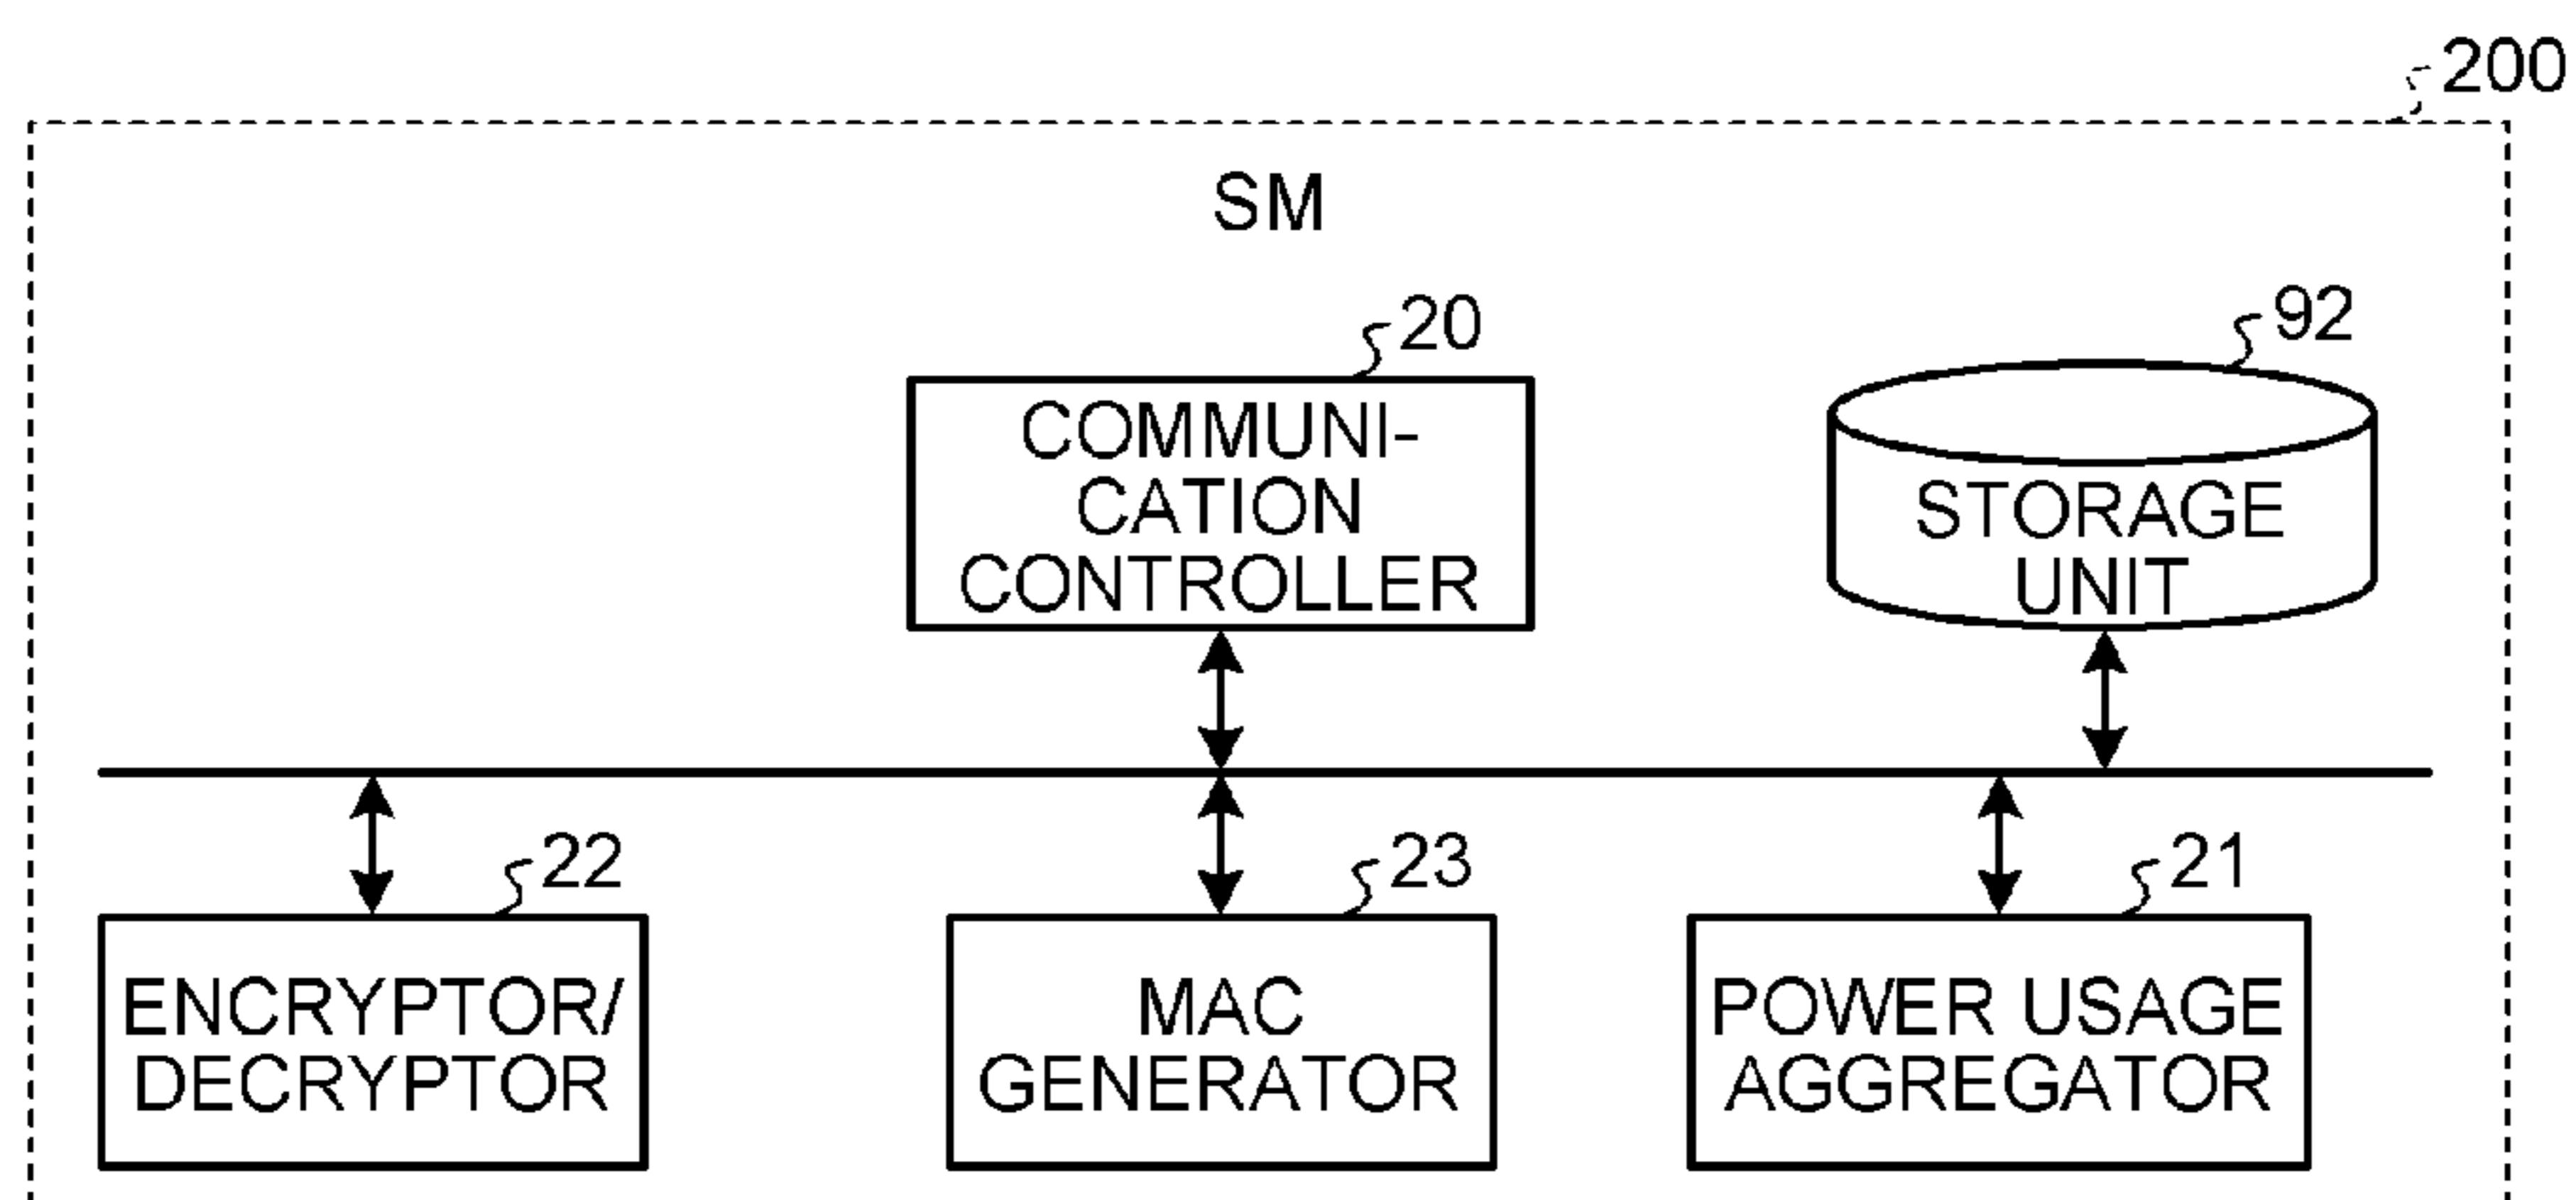 200
SM
20
COMMUNI-
CATION
CONTROLLER
92
STORAGE
UNIT
22
ENCRYPTOR/
DECRYPTOR
23
MAC
GENERATOR
21
POWER USAGE
AGGREGATOR